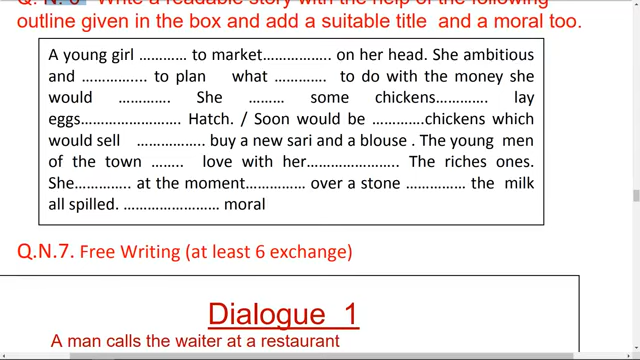 Q. N. 6 Write a readable story with the help of the following
outline given in the box and add a suitable title and a moral too.
A young girl ………… to market…………….. on her head. She ambitious
and ………….... to plan what …………. to do with the money she
would …………. She ……… some chickens…………. lay
eggs……………………. Hatch. / Soon would be ………….chickens which
would sell …………….. buy a new sari and a blouse . The young men
of the town …….. love with her………………….. The riches ones.
She………….. at the moment…………… over a stone …………… the milk
all spilled. …………………… moral
Q.N.7. Free Writing (at least 6 exchange)
Dialogue 1
A man calls the waiter at a restaurant